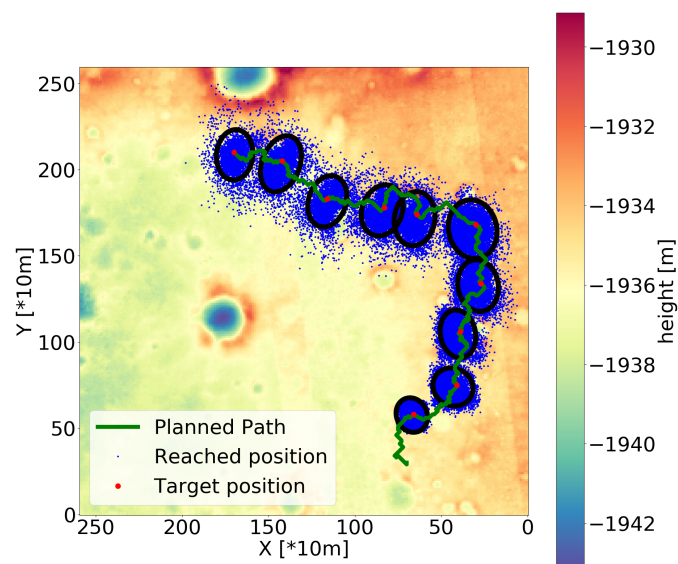 250
200
150
100
50
0
Y [*10m]
Planned Path
Reached position
Target position
250 200 150 100 50 0
X [*10m]
−1930
−1932
−1934
−1936
−1938
−1940
−1942
height [m]